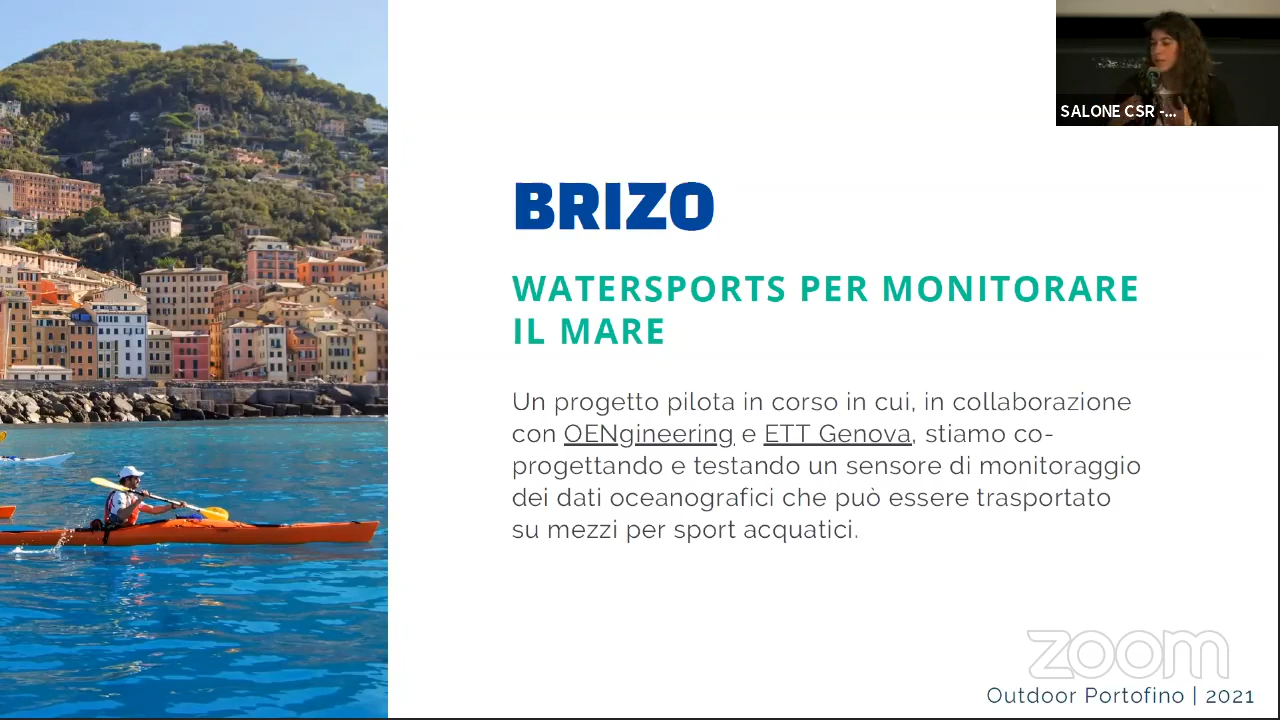 SALONE CSR -...
BRIZO
WATERSPORTS PER MONITORARE
IL MARE
Un progetto pilota in corso in cui, in collaborazione
con OENgineering e ETT Genova, stiamo co-
progettando e testando un sensore di monitoraggio
dei dati oceanografici che può essere trasportato
su mezzi per sport acquatici.
zoom
Outdoor Portofino | 2021